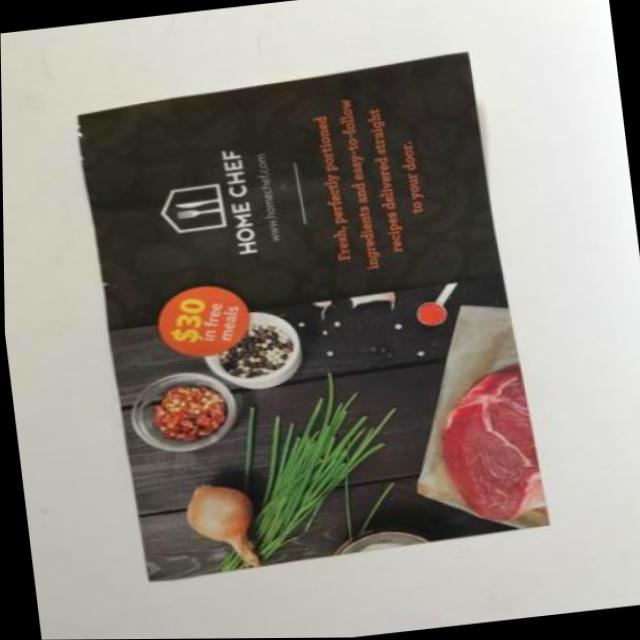 HOME CHEF
www.homechef.com
Fresh, perfectly portioned
ingredients and easy-to-follow
recipes delivered straight
to your door.
$30
in free
meals